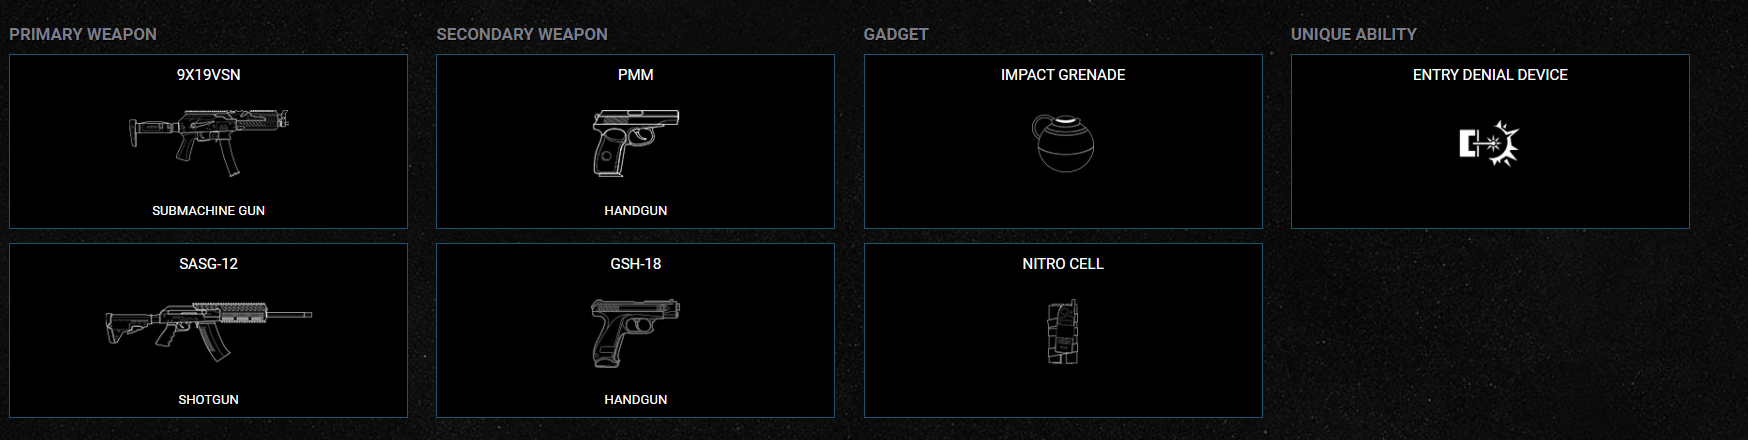 PRIMARY WEAPON
SECONDARY WEAPON
GADGET
UNIQUE ABILITY
9X19VSN
PMM
IMPACT GRENADE
ENTRY DENIAL DEVICE
SUBMACHINE GUN
HANDGUN
SASG-12
GSH-18
NITRO CELL
SHOTGUN
HANDGUN